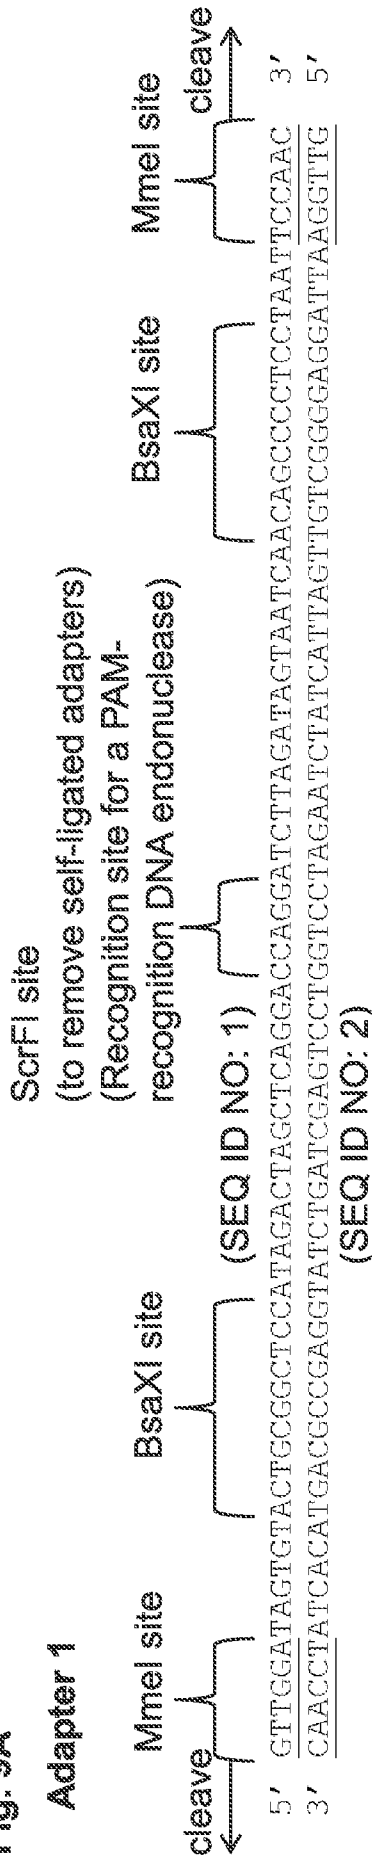 Adapter 1
ScrFI site
(to remove self-ligated adapters)
(Recognition site for a PAM-
recognition DNA endonuclease)
cleave MmeI site BsaXI site BsaXI site MmeI site cleave
(SEQ ID NO: 1)
5' GTTGGATAGTGTACTGCGGCTCCATAGACTAGCTCAGGACCAGGATCTTAGATAGTAATCAACAGCCCCTCCTAATTCCAAC 3'
3' CAACCTATCACATGACGCCGAGGTATCTGATCGAGTCCTGGTCCTAGAATCTATCATTAGTTGTCGGGGAGGATTAAGGTTG 5'
(SEQ ID NO: 2)